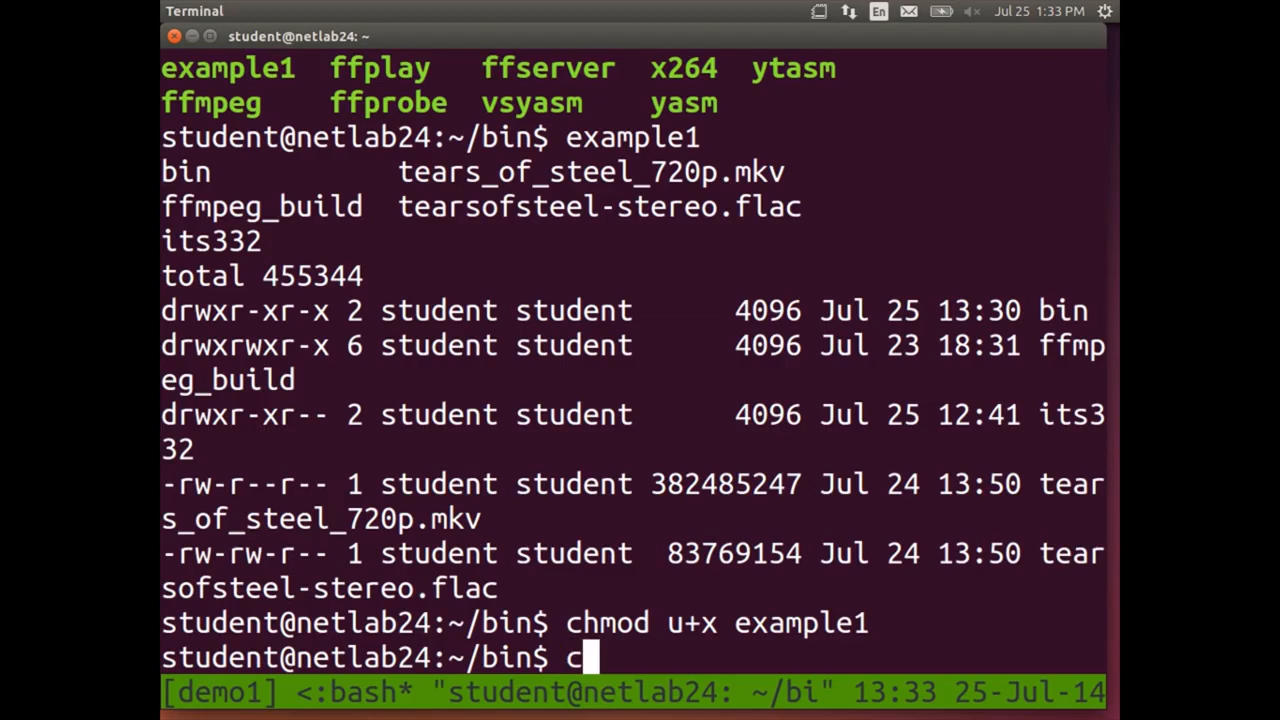 Terminal
En
Jul 25 1:33 PM
student@netlab24: ~
example1 ffplay ffserver x264 ytasm
ffmpeg ffprobe vsyasm yasm
student@netlab24:~/bin$ example1
bin tears_of_steel_720p.mkv
ffmpeg_build tearsofsteel-stereo.flac
its332
total 455344
drwxr-xr-x 2 student student 4096 Jul 25 13:30 bin
drwxrwxr-x 6 student student 4096 Jul 23 18:31 ffmp
eg_build
drwxr-xr-- 2 student student 4096 Jul 25 12:41 its3
32
-rw-r--r-- 1 student student 382485247 Jul 24 13:50 tear
s_of_steel_720p.mkv
-rw-rw-r-- 1 student student 83769154 Jul 24 13:50 tear
sofsteel-stereo.flac
student@netlab24:~/bin$ chmod u+x example1
student@netlab24:~/bin$ c
[demo1] <:bash* "student@netlab24: ~/bi" 13:33 25-Jul-14